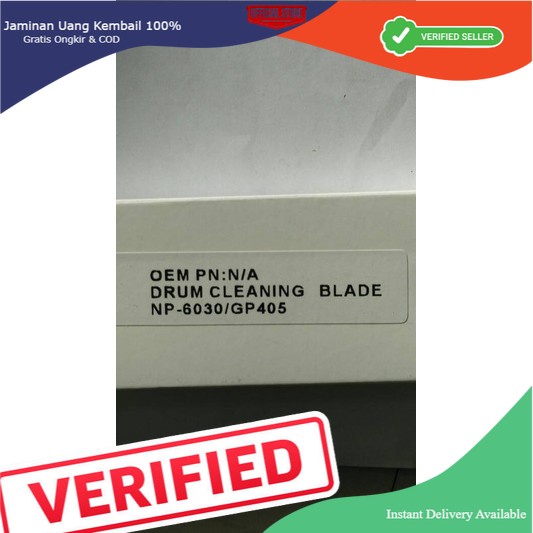 Jaminan Uang Kembail 100%
Gratis Ongkir & COD
VERIFIED SELLER
OEM PN:N/A
DRUM CLEANING BLADE
NP-6030/GP405
VERIFIED
Instant Delivery Available